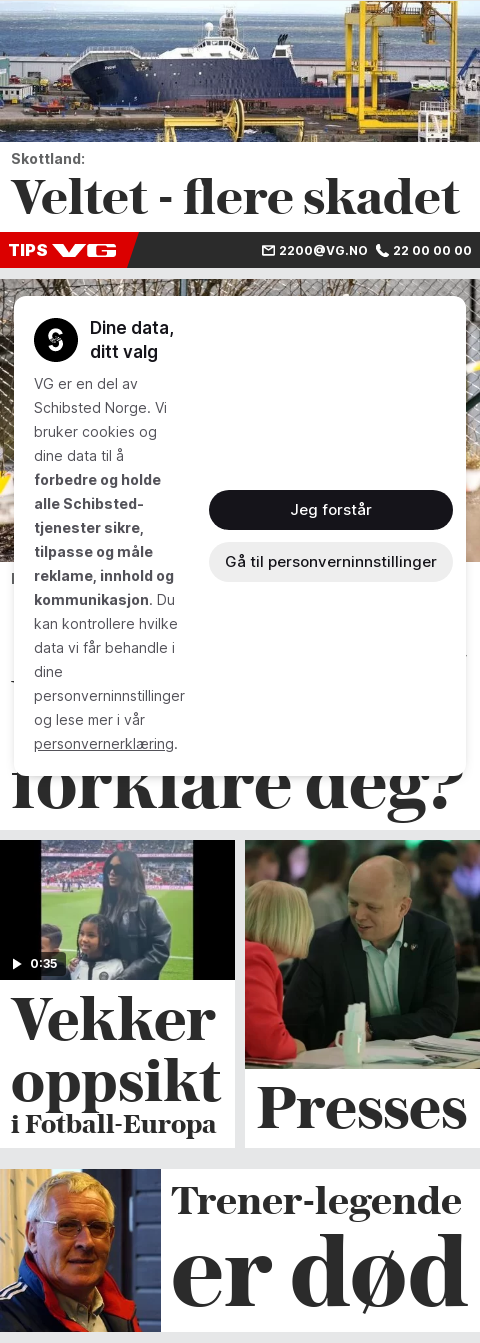 Skottland:
Veltet - flere skadet
TIPS VG 2200@VG.NO 22 00 00 00
Dine data,
ditt valg
VG er en del av
Schibsted Norge. Vi
bruker cookies og
dine data til å
forbedre og holde
alle Schibsted-
tjenester sikre,
tilpasse og måle
reklame, innhold og
kommunikasjon. Du
kan kontrollere hvilke
data vi får behandle i
dine
personverninnstillinger
og lese mer i vår
personvernerklæring.
Jeg forstår
Gå til personverninnstillinger
forklare deg?
0:35
Vekker
oppsikt
i Fotball-Europa
Presses
Trener-legende
er død